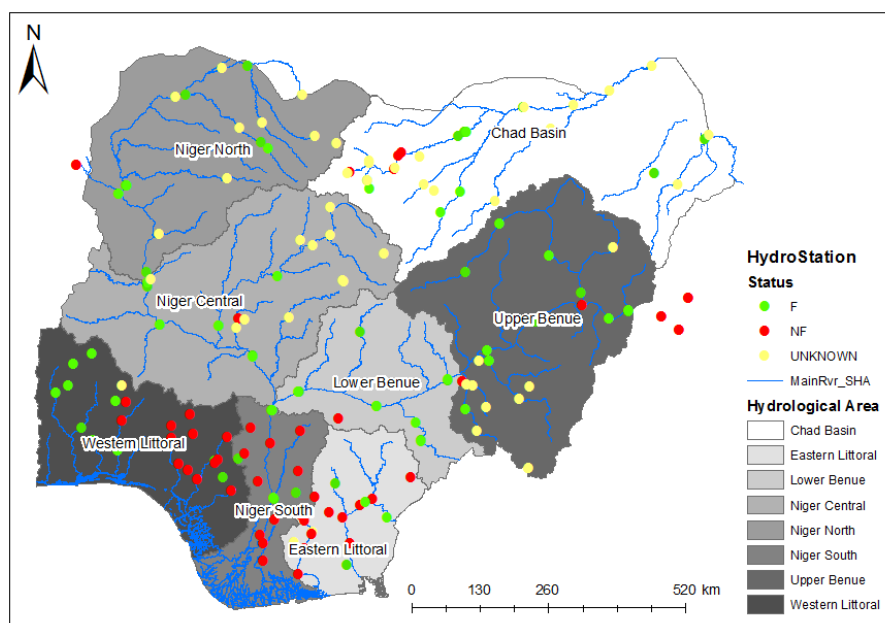 N
Chad Basin
Niger North
Niger Central
Upper Benue
Lower Benue
Western Littoral
Niger South
Eastern Littoral
HydroStation
Status
F
NF
UNKNOWN
MainRvr_SHA
Hydrological Area
Chad Basin
Eastern Littoral
Lower Benue
Niger Central
Niger North
Niger South
Upper Benue
Western Littoral
0 130 260 520 km